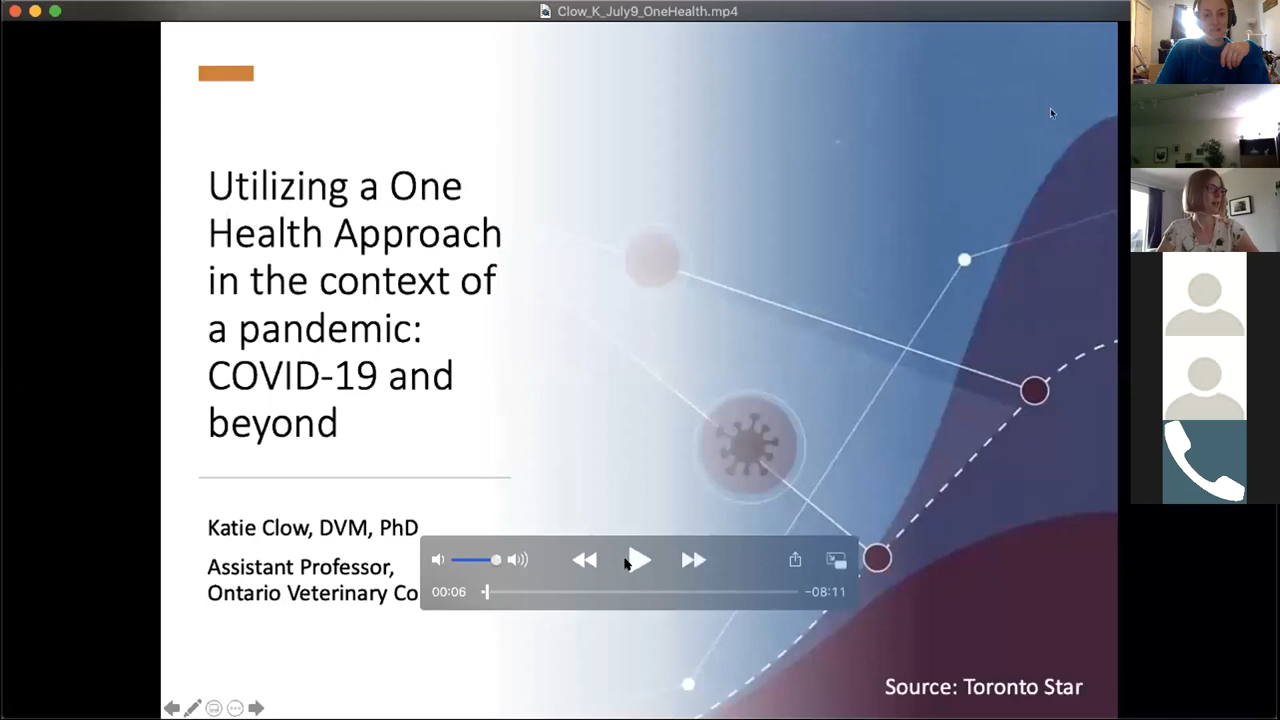 Clow_K_July9_OneHealth.mp4
Utilizing a One
Health Approach
in the context of
a pandemic:
COVID-19 and
beyond
Katie Clow, DVM, PhD
Assistant Professor,
Ontario Veterinary Co
00:06
-08:11
Source: Toronto Star